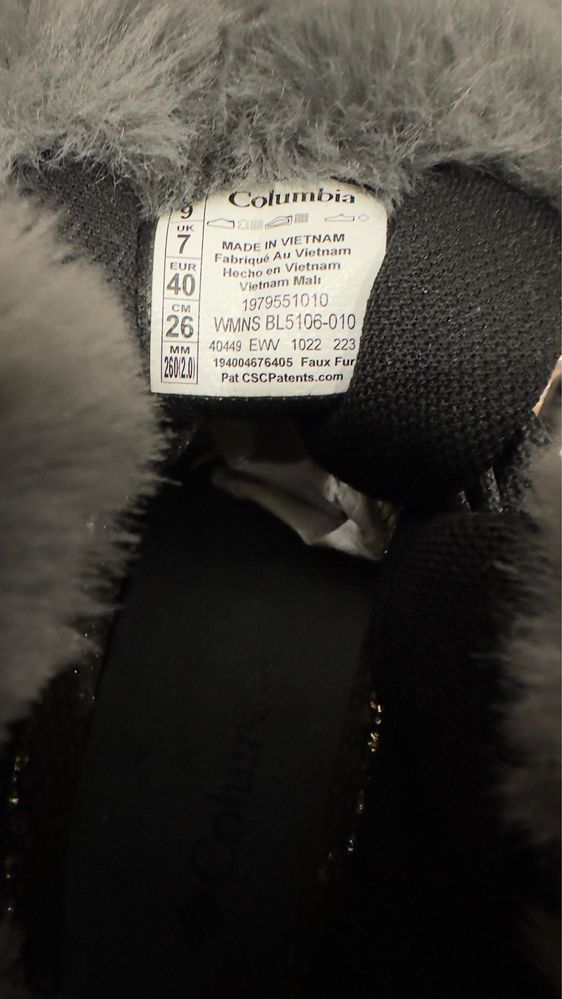 Columbia
9
UK
7
EUR
40
CM
26
MM
260(2.0)
MADE IN VIETNAM
Fabriqué Au Vietnam
Hecho en Vietnam
Vietnam Malı
1979551010
WMNS BL5106-010
40449 EWV 1022 223
194004676405 Faux Fur
Pat CSCPatents.com
Columbia